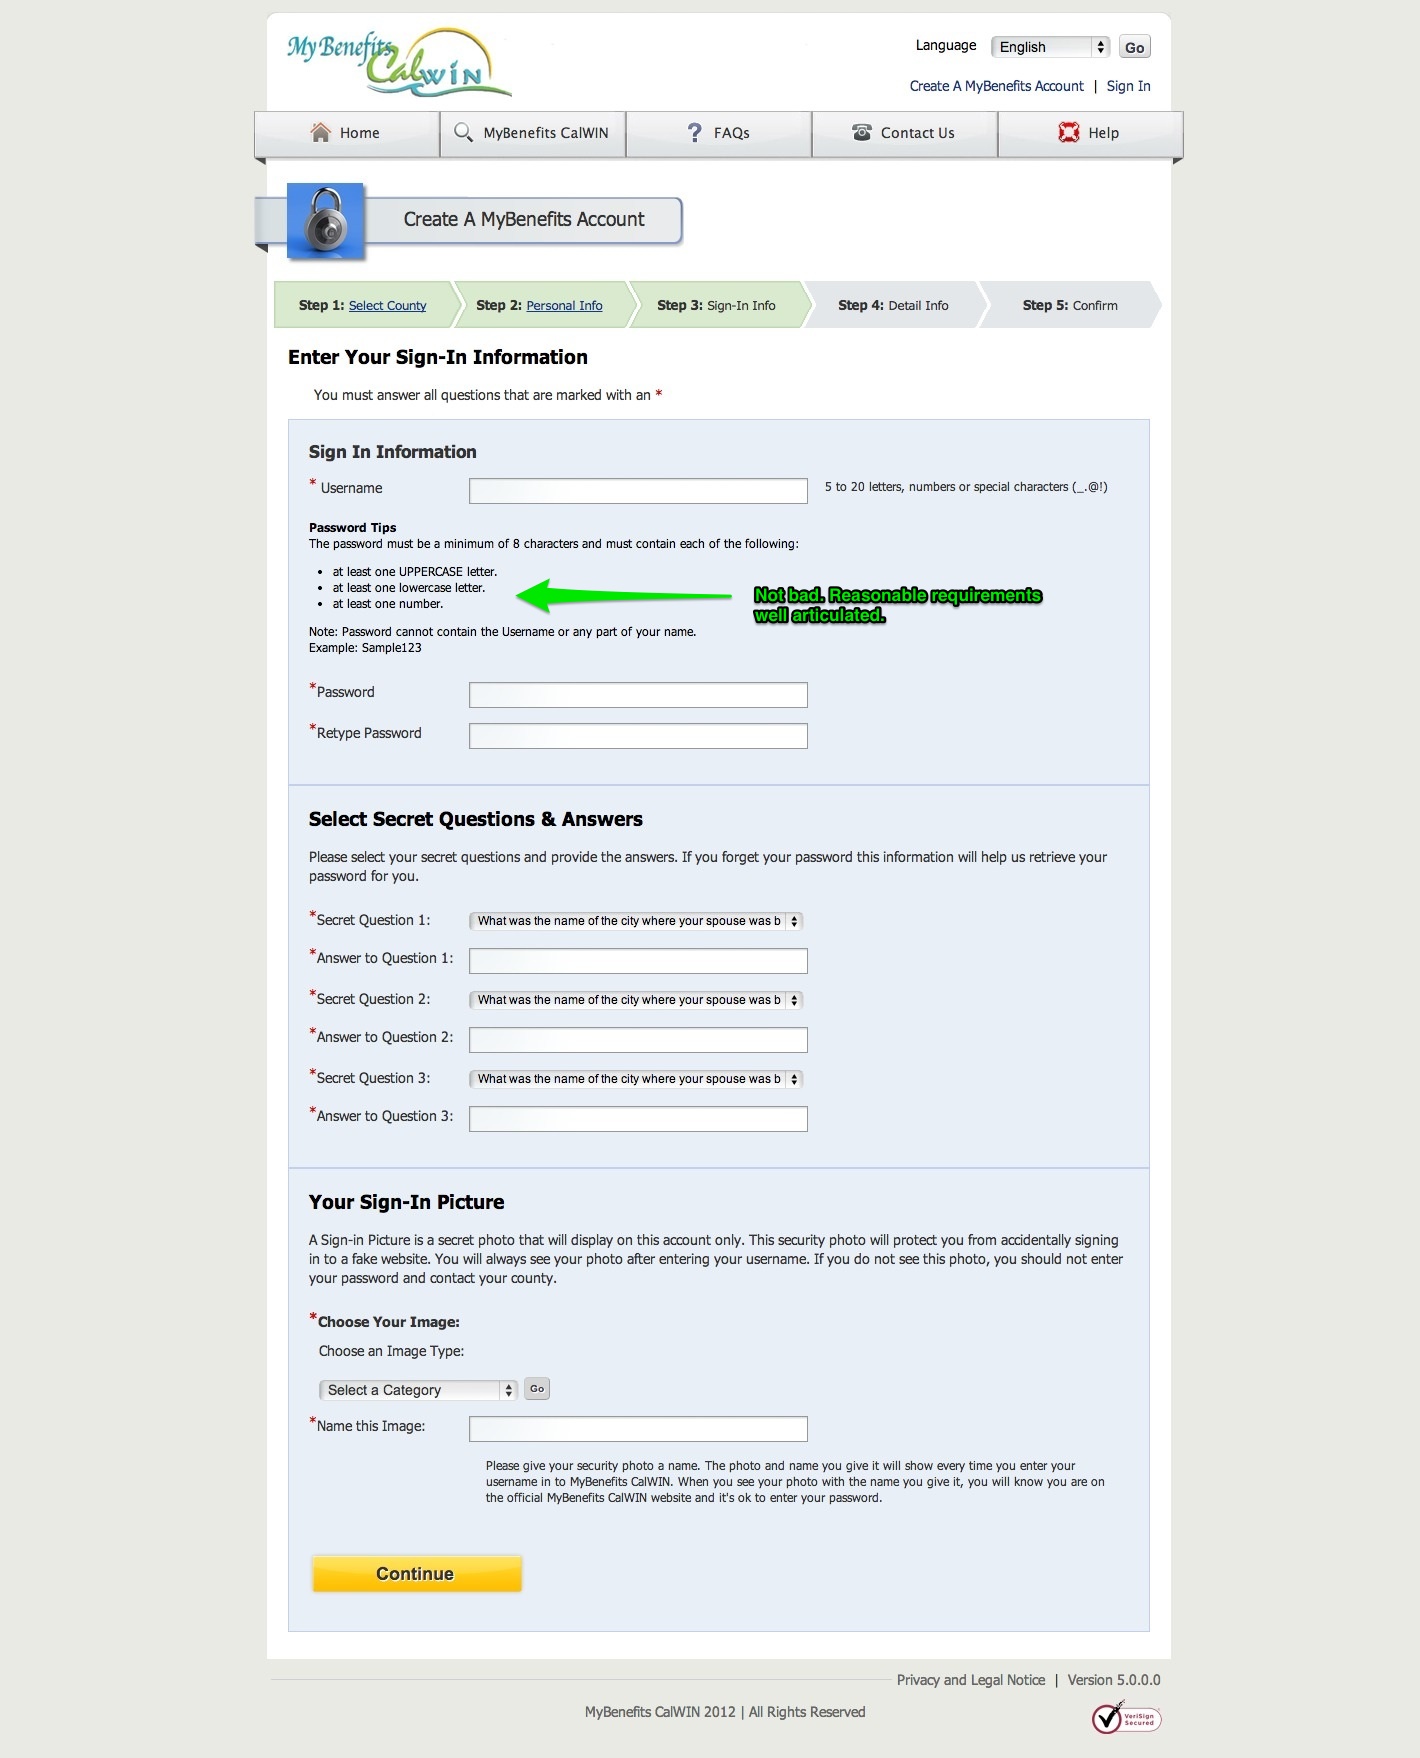 My Benefits
CalWIN
Language English Go
Create A MyBenefits Account | Sign In
Home MyBenefits CalWIN FAQs Contact Us Help
Create A MyBenefits Account
Step 1: Select County Step 2: Personal Info Step 3: Sign-In Info Step 4: Detail Info Step 5: Confirm
Enter Your Sign-In Information
You must answer all questions that are marked with an *
Sign In Information
* Username 5 to 20 letters, numbers or special characters (_.@!)
Password Tips
The password must be a minimum of 8 characters and must contain each of the following:
• at least one UPPERCASE letter.
• at least one lowercase letter.
• at least one number.
Not bad. Reasonable requirements
well articulated.
Note: Password cannot contain the Username or any part of your name.
Example: Sample123
*Password
*Retype Password
Select Secret Questions & Answers
Please select your secret questions and provide the answers. If you forget your password this information will help us retrieve your
password for you.
*Secret Question 1: What was the name of the city where your spouse was b
*Answer to Question 1:
*Secret Question 2: What was the name of the city where your spouse was b
*Answer to Question 2:
*Secret Question 3: What was the name of the city where your spouse was b
*Answer to Question 3:
Your Sign-In Picture
A Sign-in Picture is a secret photo that will display on this account only. This security photo will protect you from accidentally signing
in to a fake website. You will always see your photo after entering your username. If you do not see this photo, you should not enter
your password and contact your county.
*Choose Your Image:
Choose an Image Type:
Select a Category Go
*Name this Image:
Please give your security photo a name. The photo and name you give it will show every time you enter your
username in to MyBenefits CalWIN. When you see your photo with the name you give it, you will know you are on
the official MyBenefits CalWIN website and it's ok to enter your password.
Continue
Privacy and Legal Notice | Version 5.0.0.0
MyBenefits CalWIN 2012 | All Rights Reserved
VeriSign
Secured